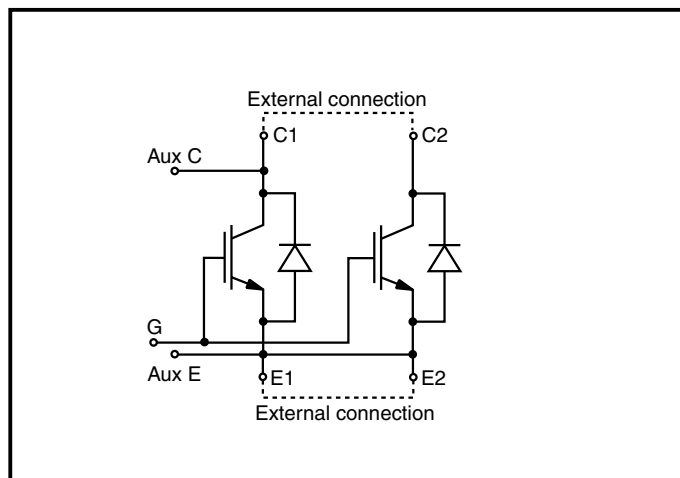 External connection
C1
C2
Aux C
G
Aux E
E1
E2
External connection